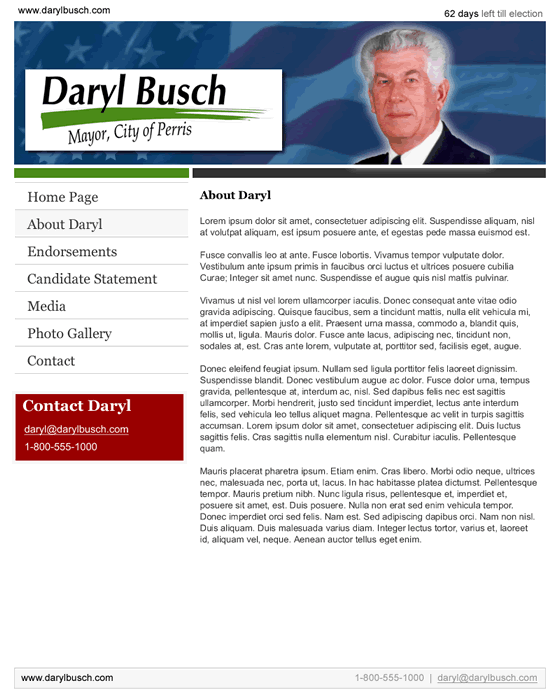 www.darylbusch.com
62 days left till election
Daryl Busch
Mayor, City of Perris
Home Page
About Daryl
Endorsements
Candidate Statement
Media
Photo Gallery
Contact
Contact Daryl
daryl@darylbusch.com
1-800-555-1000
About Daryl
Lorem ipsum dolor sit amet, consectetuer adipiscing elit. Suspendisse aliquam, nisl
at volutpat aliquam, est ipsum posuere ante, et egestas pede massa euismod est.
Fusce convallis leo at ante. Fusce lobortis. Vivamus tempor vulputate dolor.
Vestibulum ante ipsum primis in faucibus orci luctus et ultrices posuere cubilia
Curae; Integer sit amet nunc. Suspendisse et augue quis nisl mattis pulvinar.
Vivamus ut nisl vel lorem ullamcorper iaculis. Donec consequat ante vitae odio
gravida adipiscing. Quisque faucibus, sem a tincidunt mattis, nulla elit vehicula mi,
at imperdiet sapien justo a elit. Praesent urna massa, commodo a, blandit quis,
mollis ut, ligula. Mauris dolor. Fusce ante lacus, adipiscing nec, tincidunt non,
sodales at, est. Cras ante lorem, vulputate at, porttitor sed, facilisis eget, augue.
Donec eleifend feugiat ipsum. Nullam sed ligula porttitor felis laoreet dignissim.
Suspendisse blandit. Donec vestibulum augue ac dolor. Fusce dolor urna, tempus
gravida, pellentesque at, interdum ac, nisl. Sed dapibus felis nec est sagittis
ullamcorper. Morbi hendrerit, justo sed tincidunt imperdiet, lectus ante interdum
felis, sed vehicula leo tellus aliquet magna. Pellentesque ac velit in turpis sagittis
accumsan. Lorem ipsum dolor sit amet, consectetuer adipiscing elit. Duis luctus
sagittis felis. Cras sagittis nulla elementum nisl. Curabitur iaculis. Pellentesque
quam.
Mauris placerat pharetra ipsum. Etiam enim. Cras libero. Morbi odio neque, ultrices
nec, malesuada nec, porta ut, lacus. In hac habitasse platea dictumst. Pellentesque
tempor. Mauris pretium nibh. Nunc ligula risus, pellentesque et, imperdiet et,
posuere sit amet, est. Duis posuere. Nulla non erat sed enim vehicula tempor.
Donec imperdiet orci sed felis. Nam est. Sed adipiscing dapibus orci. Nam non nisl.
Duis aliquam. Duis malesuada varius diam. Integer lectus tortor, varius et, laoreet
id, aliquam vel, neque. Aenean auctor tellus eget enim.
www.darylbusch.com
1-800-555-1000 | daryl@darylbusch.com